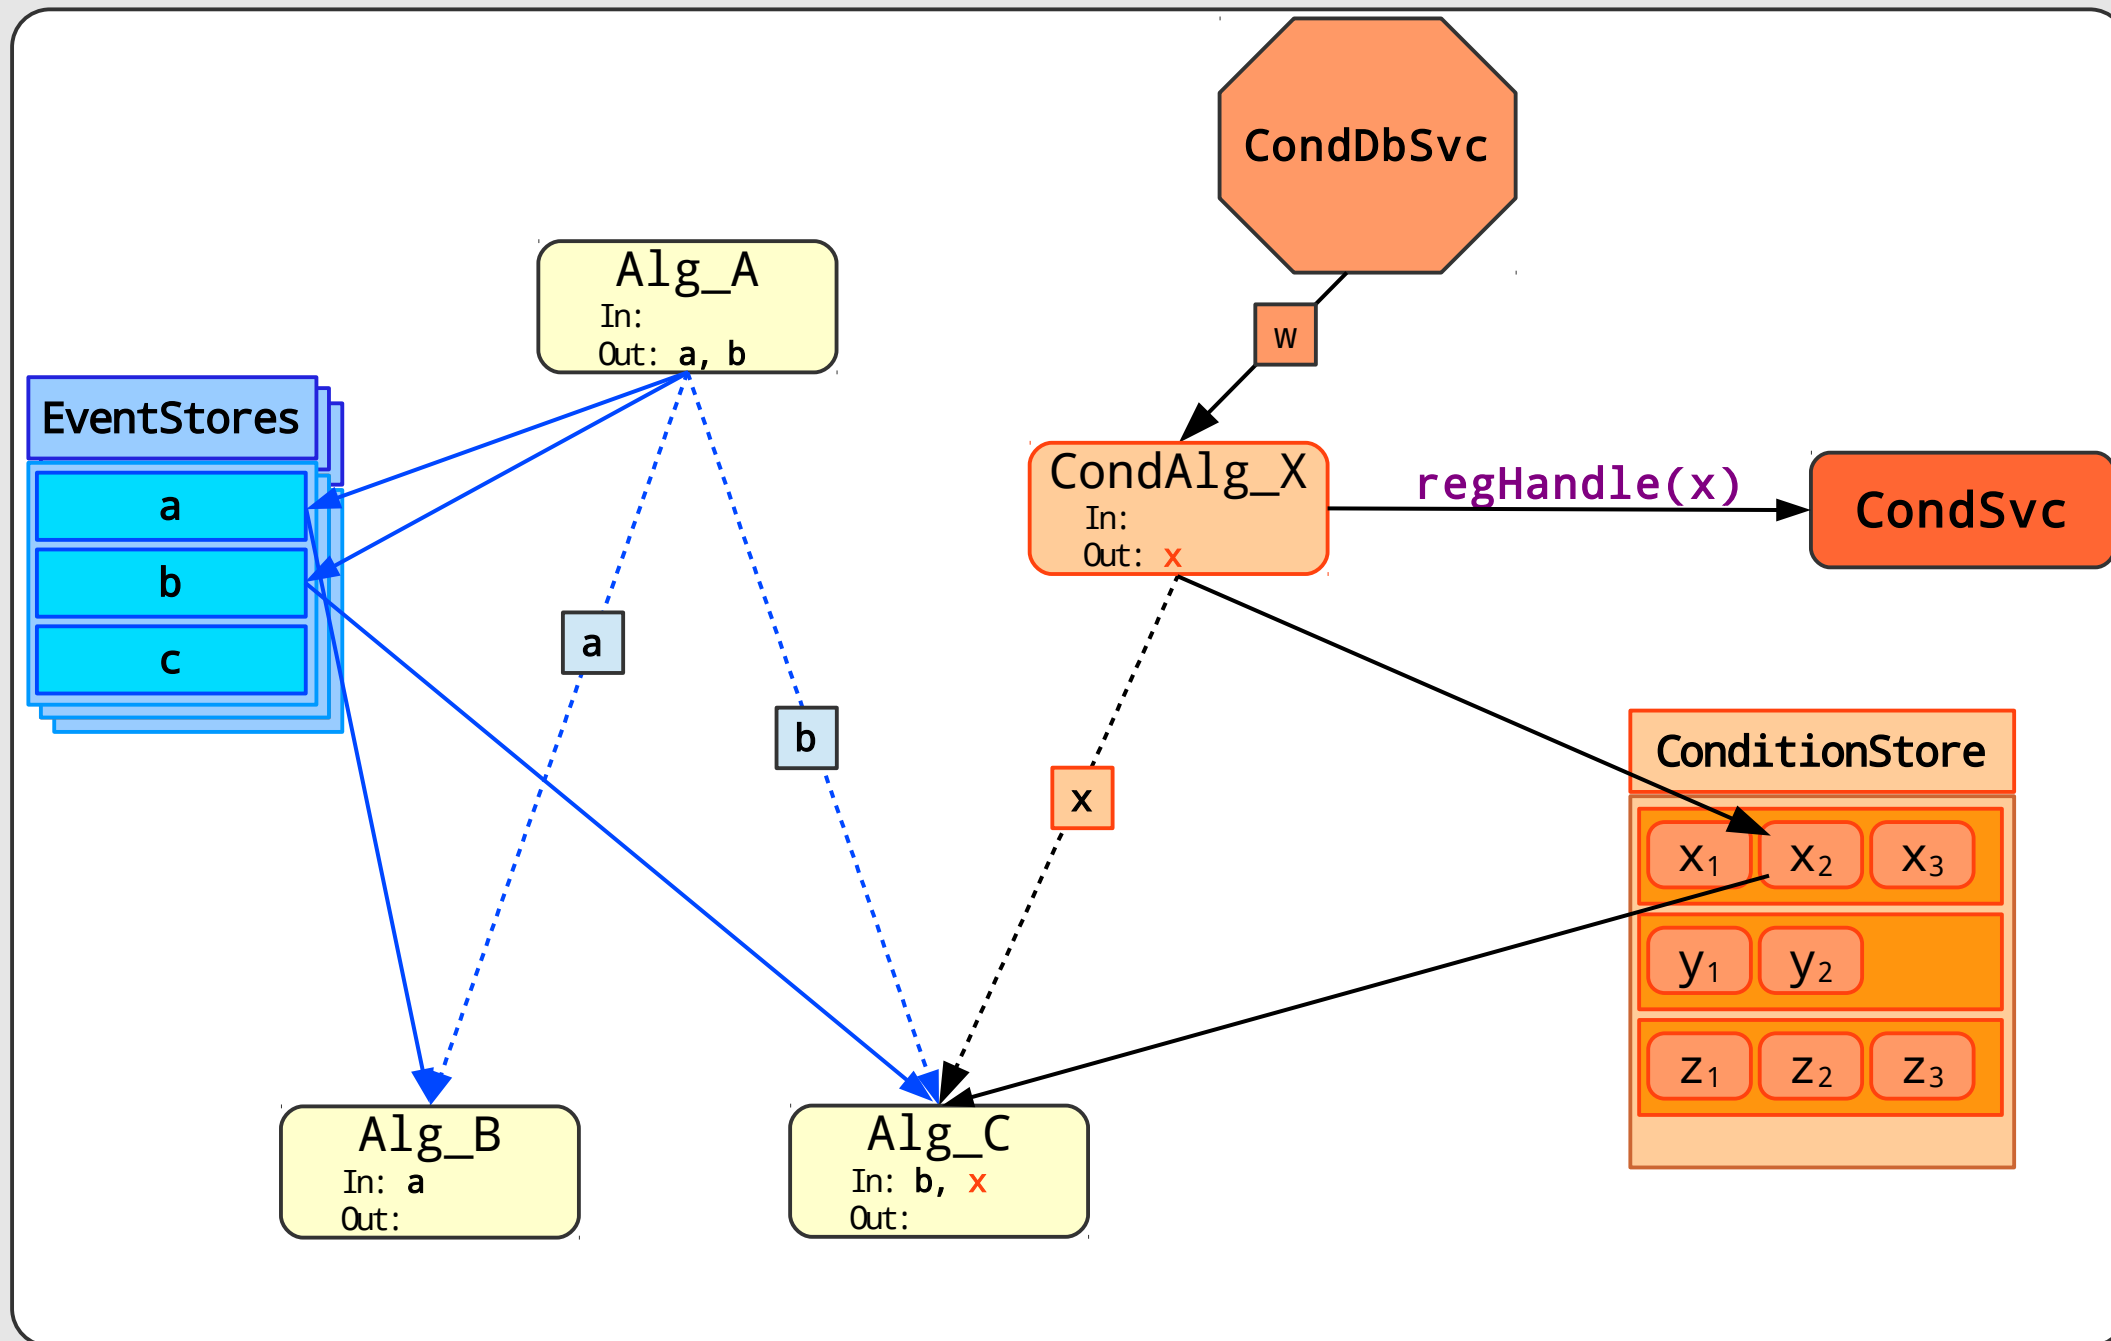 CondDbSvc
w
Alg_A
In:
Out: a, b
EventStores
a
b
c
CondAlg_X
In:
Out: x
regHandle(x)
CondSvc
a
b
x
ConditionStore
x₁ x₂ x₃
y₁ y₂
z₁ z₂ z₃
Alg_B
In: a
Out:
Alg_C
In: b, x
Out: